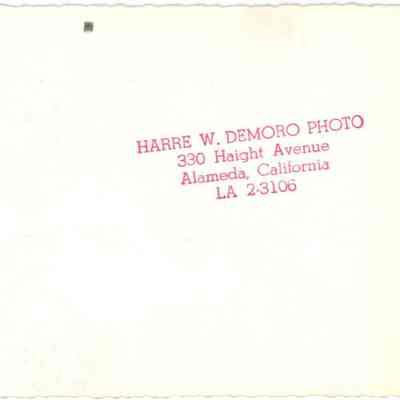 HARRE W. DEMORO PHOTO
330 Haight Avenue
Alameda, California
LA 2-3106